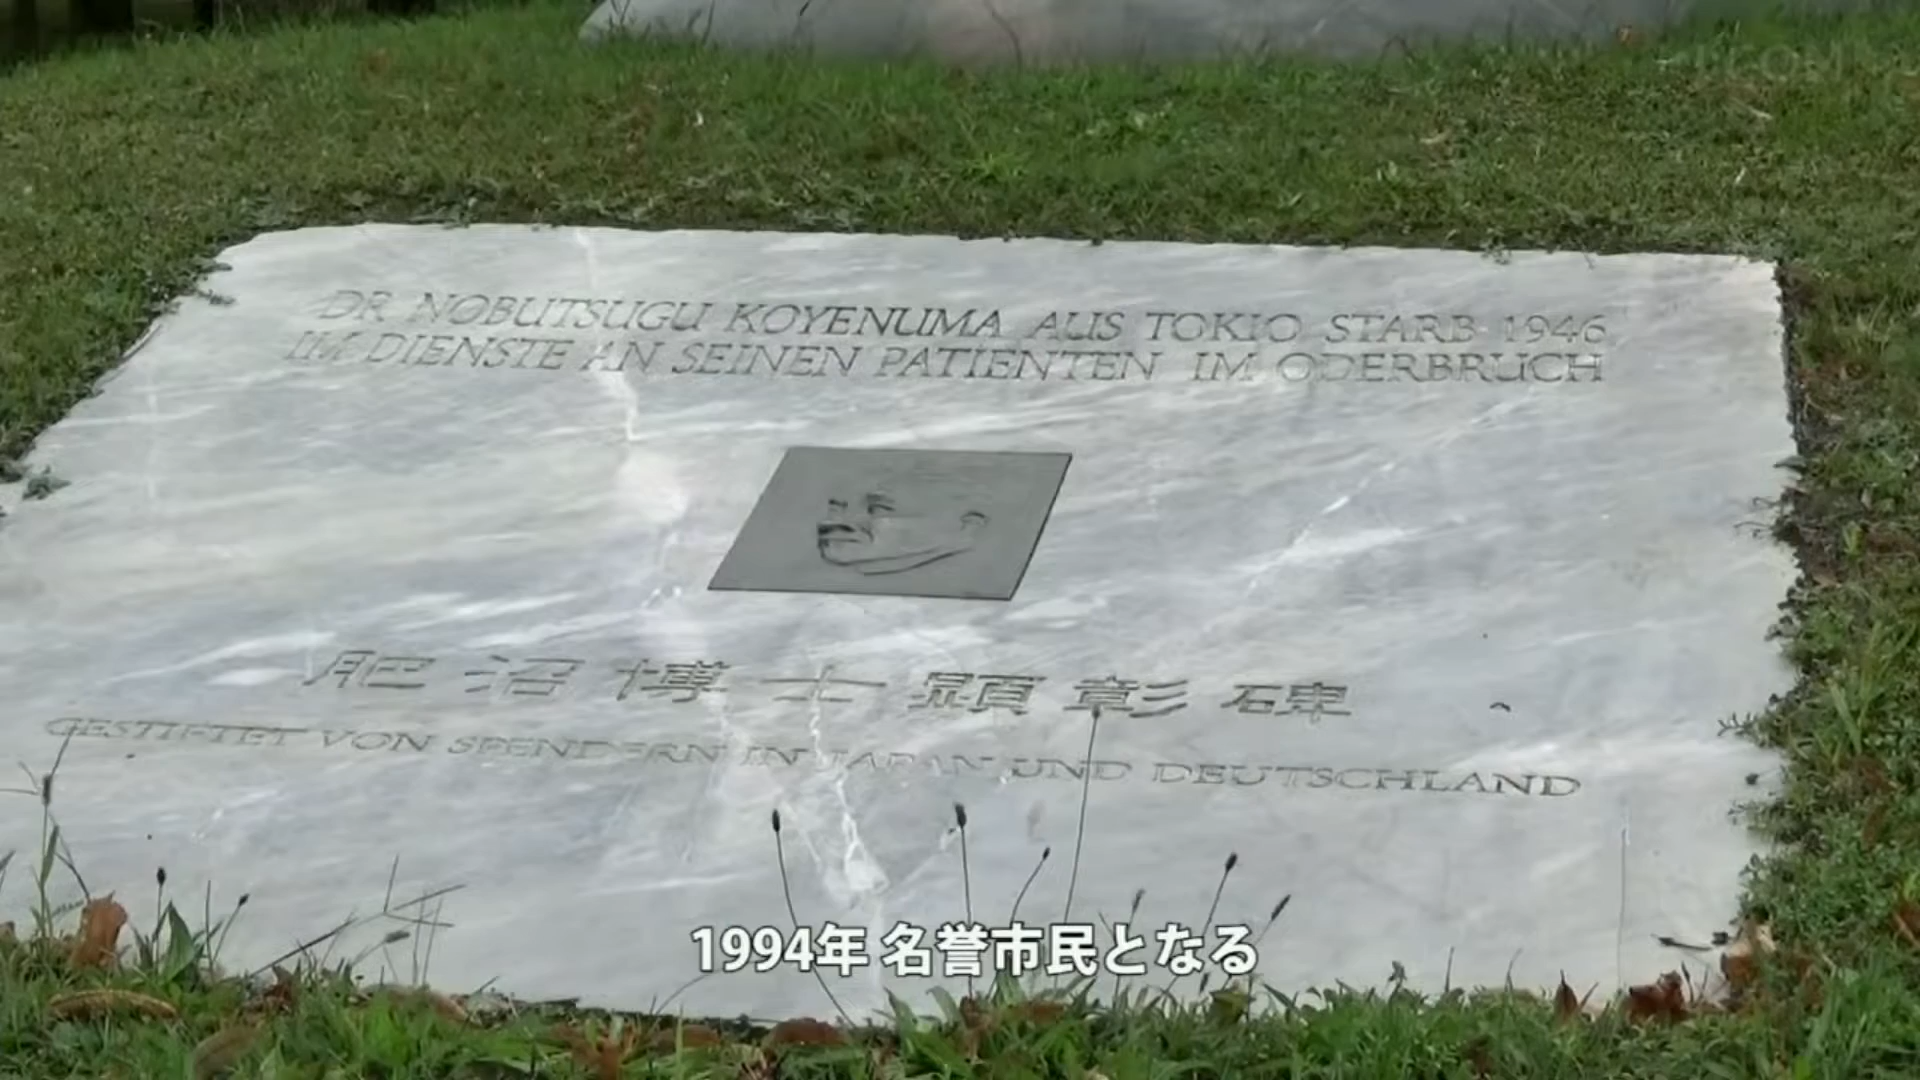 DR NOBUTSUGU KOYENUMA AUS TOKIO STARB 1946
IM DIENSTE AN SEINEN PATIENTEN IM ODERBRUCH
肥沼博士顕彰碑
GESTIFTET VON SPENDERN IN JAPAN UND DEUTSCHLAND
1994年 名誉市民となる